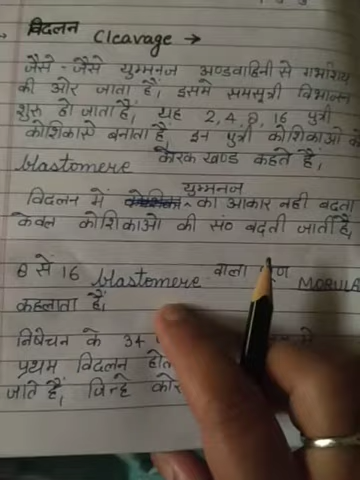 विदलन Cleavage →
जैसे - जैसे युग्मनज अण्डवाहिनी से गर्भाशय
की ओर जाता है। इसमे समसूत्री विभाजन
शुरू हो जाता है, यह 2, 4, 8, 16 पुत्री
कोशिकाऐ बनाता है इन पुत्री कोशिकाओ को
blastomere कोरक खण्ड कहते है,
युग्मनज
विदलन में का आकार नही बढता
केवल कोशिकाओ की सं० बढती जाती है,
8 से 16 blastomere वाला भ्रूण MORULA
कहलाता है।
निषेचन के 34 मे
प्रथम विदलन
जाते है, जिन्हे